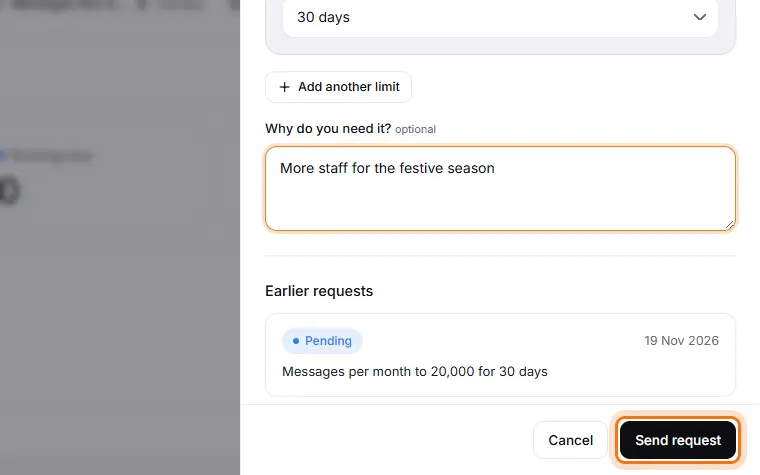 30 days
Add another limit
Why do you need it? optional
More staff for the festive season
Earlier requests
Pending
19 Nov 2026
Messages per month to 20,000 for 30 days
Cancel
Send request